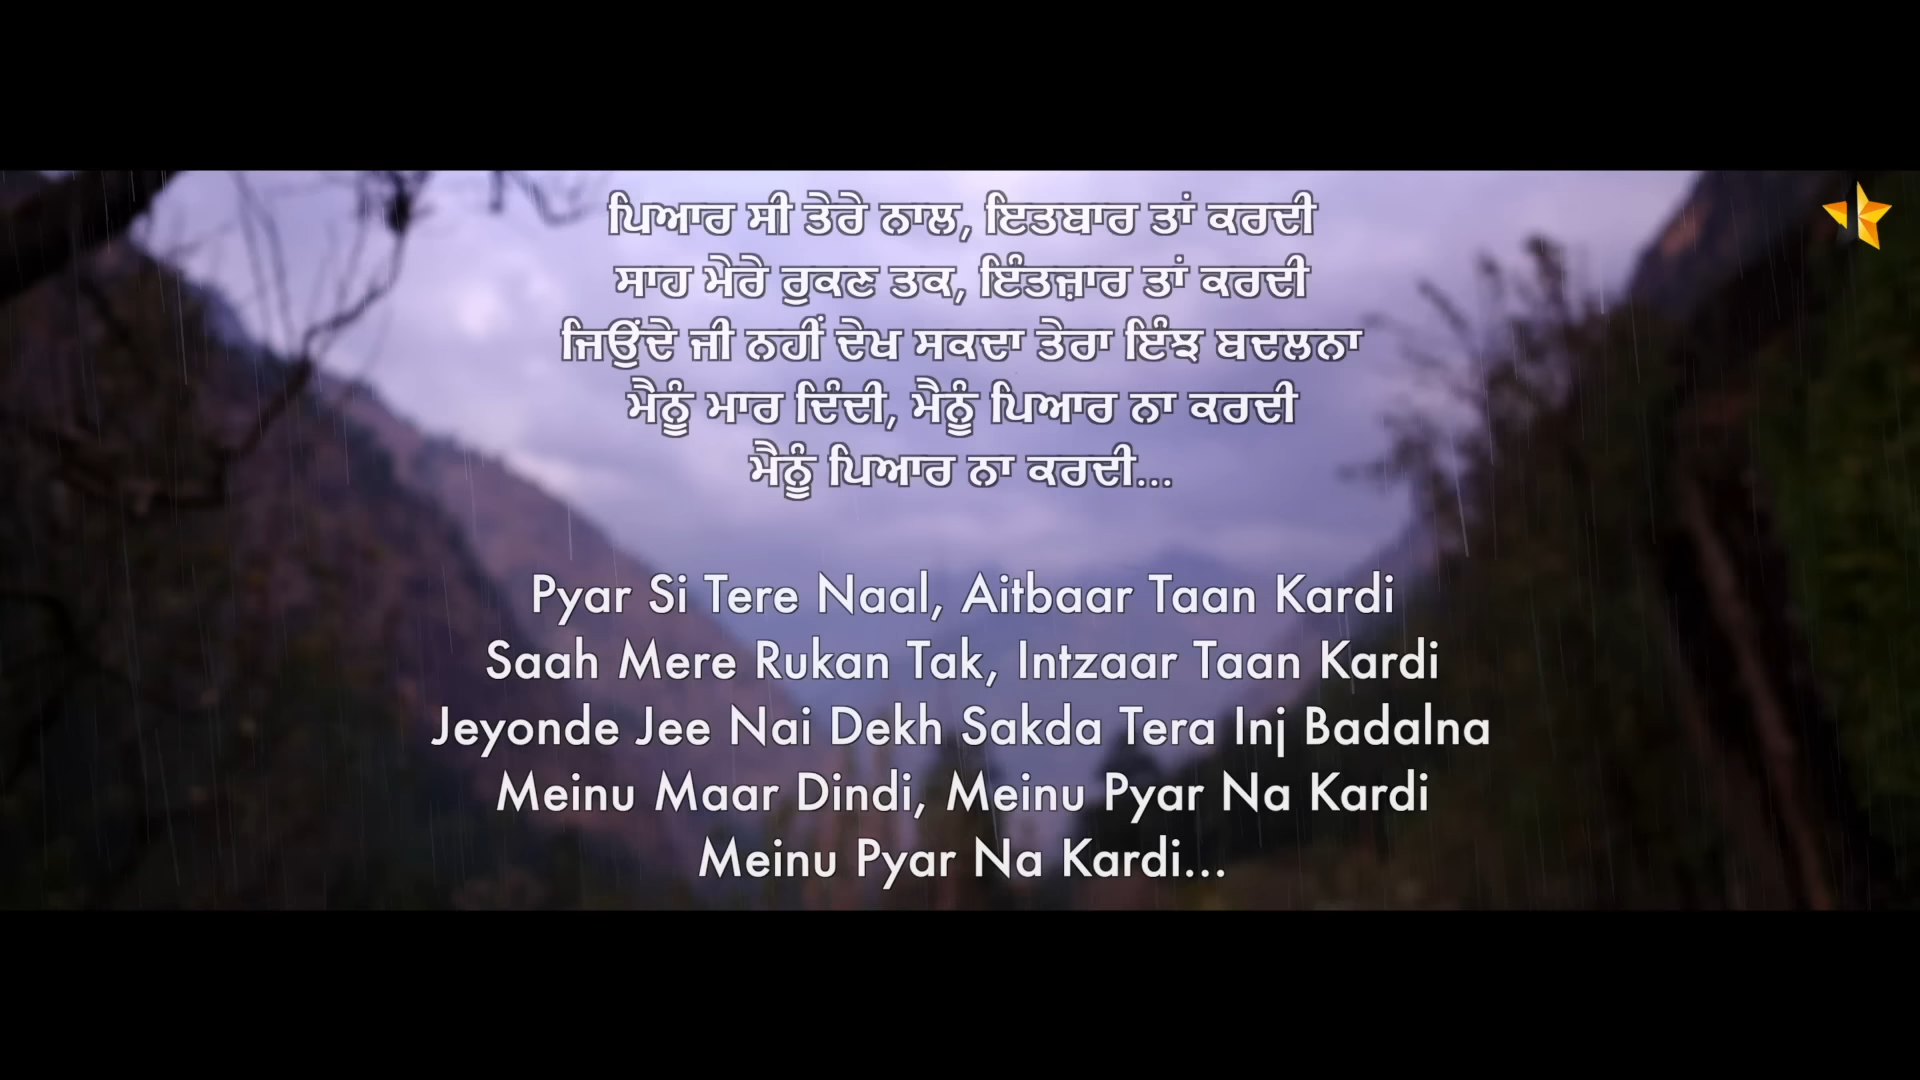 ਪਿਆਰ ਸੀ ਤੇਰੇ ਨਾਲ, ਇਤਬਾਰ ਤਾਂ ਕਰਦੀ
ਸਾਹ ਮੇਰੇ ਰੁਕਣ ਤਕ, ਇੰਤਜ਼ਾਰ ਤਾਂ ਕਰਦੀ
ਜਿਉਂਦੇ ਜੀ ਨਹੀਂ ਦੇਖ ਸਕਦਾ ਤੇਰਾ ਇੰਝ ਬਦਲਨਾ
ਮੈਨੂੰ ਮਾਰ ਦਿੰਦੀ, ਮੈਨੂੰ ਪਿਆਰ ਨਾ ਕਰਦੀ
ਮੈਨੂੰ ਪਿਆਰ ਨਾ ਕਰਦੀ...
Pyar Si Tere Naal, Aitbaar Taan Kardi
Saah Mere Rukan Tak, Intzaar Taan Kardi
Jeyonde Jee Nai Dekh Sakda Tera Inj Badalna
Meinu Maar Dindi, Meinu Pyar Na Kardi
Meinu Pyar Na Kardi...